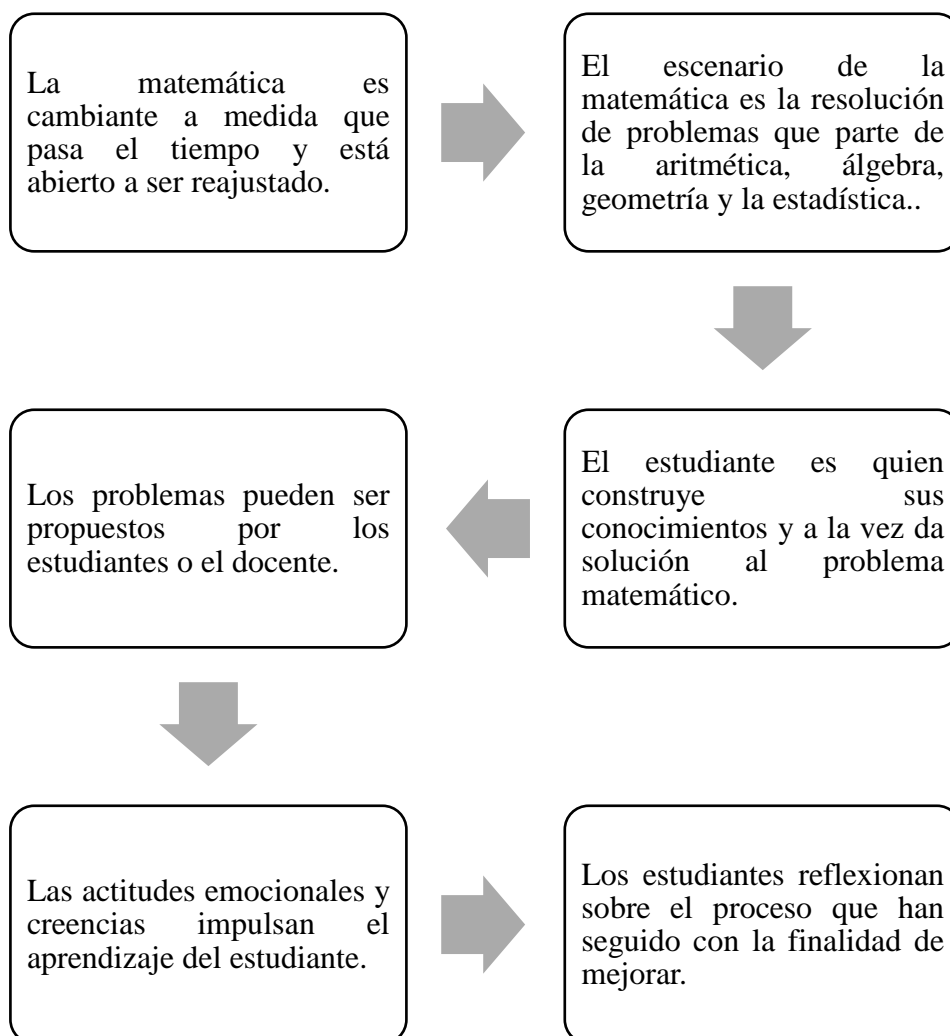 La matemática es
cambiante a medida que
pasa el tiempo y está
abierto a ser reajustado.
El escenario de la
matemática es la resolución
de problemas que parte de
la aritmética, álgebra,
geometría y la estadística..
El estudiante es quien
construye sus
conocimientos y a la vez da
solución al problema
matemático.
Los problemas pueden ser
propuestos por los
estudiantes o el docente.
Las actitudes emocionales y
creencias impulsan el
aprendizaje del estudiante.
Los estudiantes reflexionan
sobre el proceso que han
seguido con la finalidad de
mejorar.